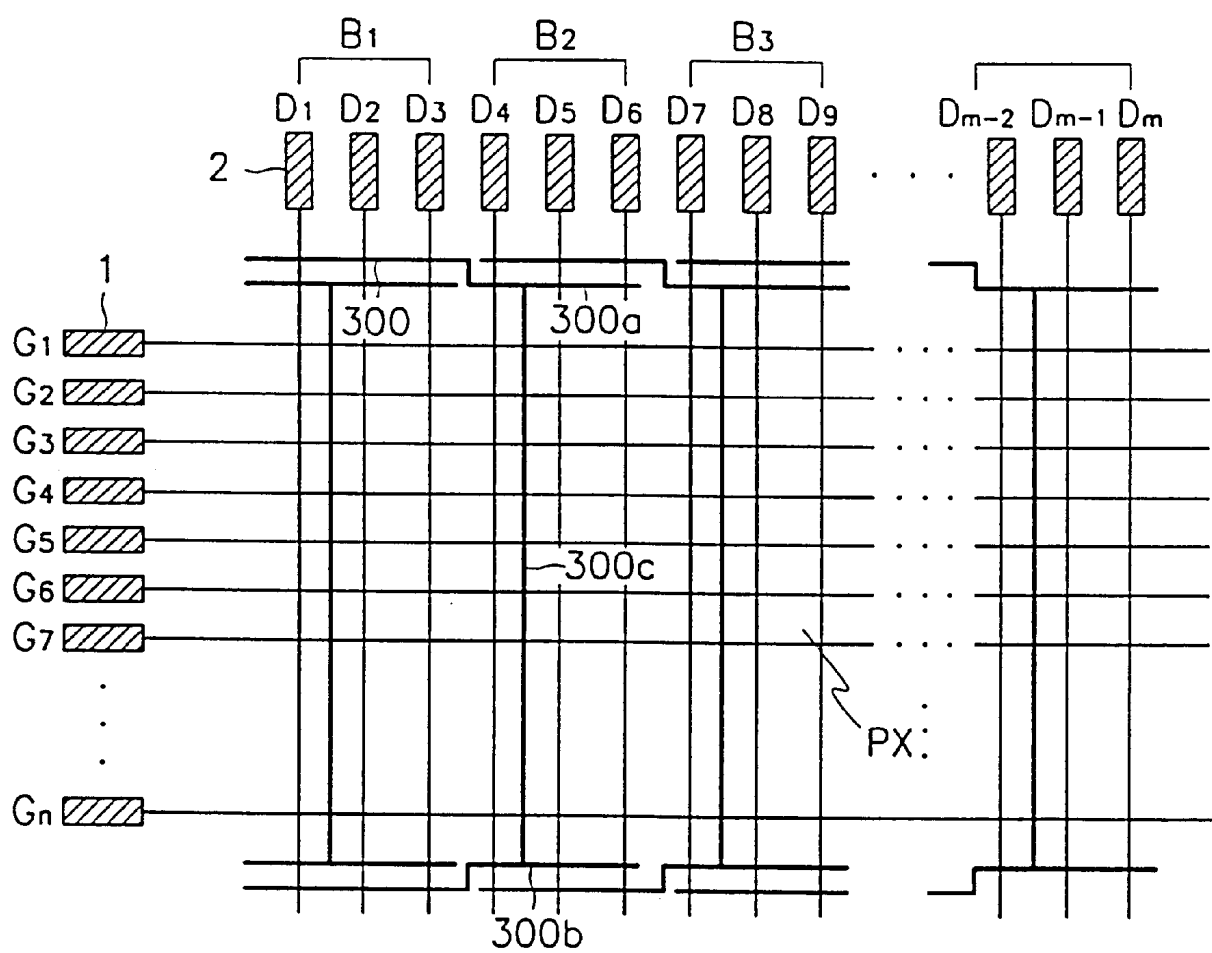 B1 B2 B3
D1 D2 D3 D4 D5 D6 D7 D8 D9 Dm-2 Dm-1 Dm
2
1
300 300a
G1
G2
G3
G4
G5
300c
G6
G7
PX
Gn
300b